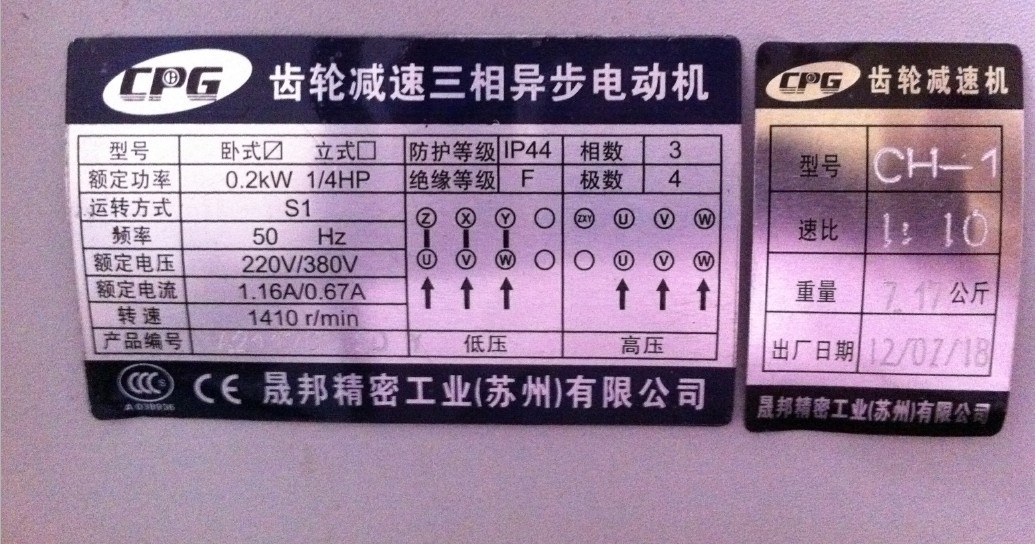 CPG 齿轮减速三相异步电动机
型号 卧式☑ 立式☐ 防护等级 IP44 相数 3
额定功率 0.2kW 1/4HP 绝缘等级 F 极数 4
运转方式 S1
Z X Y ZXY U V W
频率 50 Hz
额定电压 220V/380V
U V W U V W
额定电流 1.16A/0.67A
转速 1410 r/min
产品编号 低压 高压
CCC S CE 晟邦精密工业(苏州)有限公司
CPG 齿轮减速机
型号 CH-1
速比 1:10
重量 7.17 公斤
出厂日期 12/07/18
晟邦精密工业(苏州)有限公司